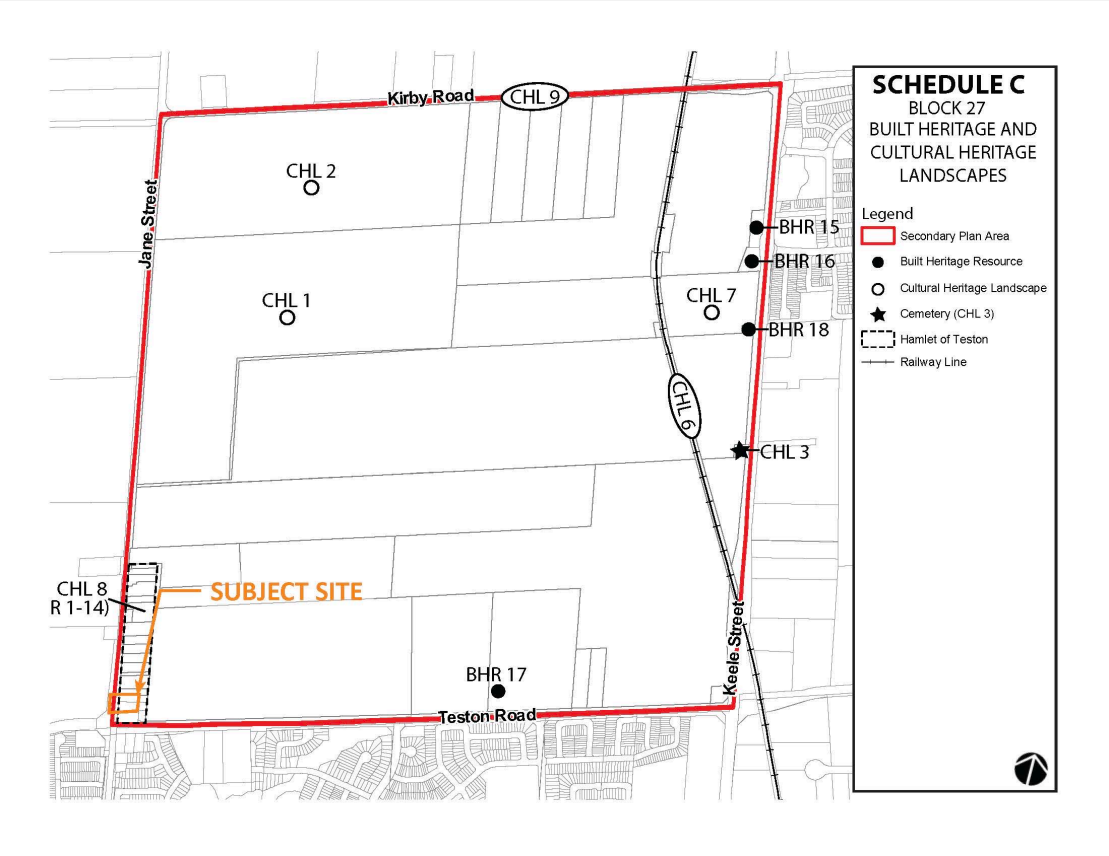 Kirby Road
CHL 9
CHL 2
Jane Street
BHR 15
BHR 16
CHL 7
CHL 1
BHR 18
CHL 6
CHL 3
CHL 8
R 1-14)
SUBJECT SITE
Keele Street
BHR 17
Teston Road
SCHEDULE C
BLOCK 27
BUILT HERITAGE AND
CULTURAL HERITAGE
LANDSCAPES
Legend
Secondary Plan Area
Built Heritage Resource
Cultural Heritage Landscape
Cemetery (CHL 3)
Hamlet of Teston
Railway Line